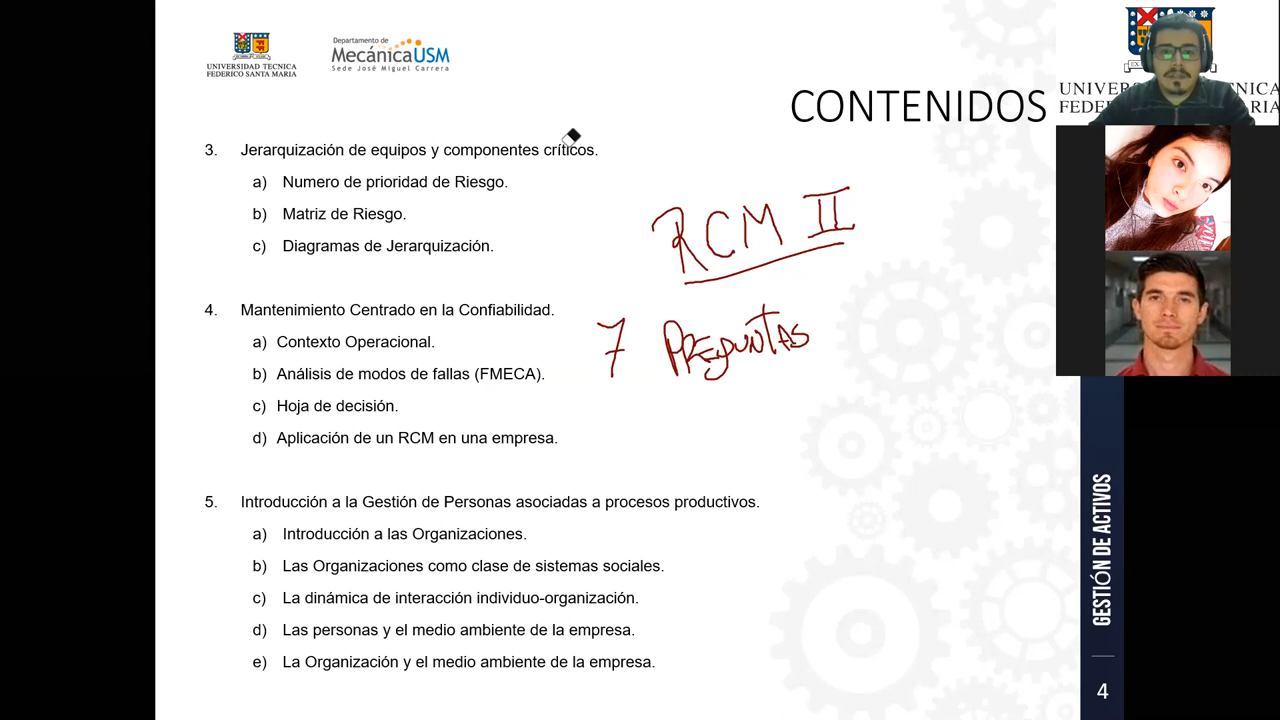 UNIVERSIDAD TECNICA
FEDERICO SANTA MARIA
Departamento de
MecánicaUSM
Sede José Miguel Carrera
CONTENIDOS
3. Jerarquización de equipos y componentes críticos.
a) Numero de prioridad de Riesgo.
b) Matriz de Riesgo.
c) Diagramas de Jerarquización.
RCM II
4. Mantenimiento Centrado en la Confiabilidad.
7 PREGUNTAS
a) Contexto Operacional.
b) Análisis de modos de fallas (FMECA).
c) Hoja de decisión.
d) Aplicación de un RCM en una empresa.
5. Introducción a la Gestión de Personas asociadas a procesos productivos.
a) Introducción a las Organizaciones.
b) Las Organizaciones como clase de sistemas sociales.
c) La dinámica de interacción individuo-organización.
d) Las personas y el medio ambiente de la empresa.
e) La Organización y el medio ambiente de la empresa.
GESTIÓN DE ACTIVOS
4